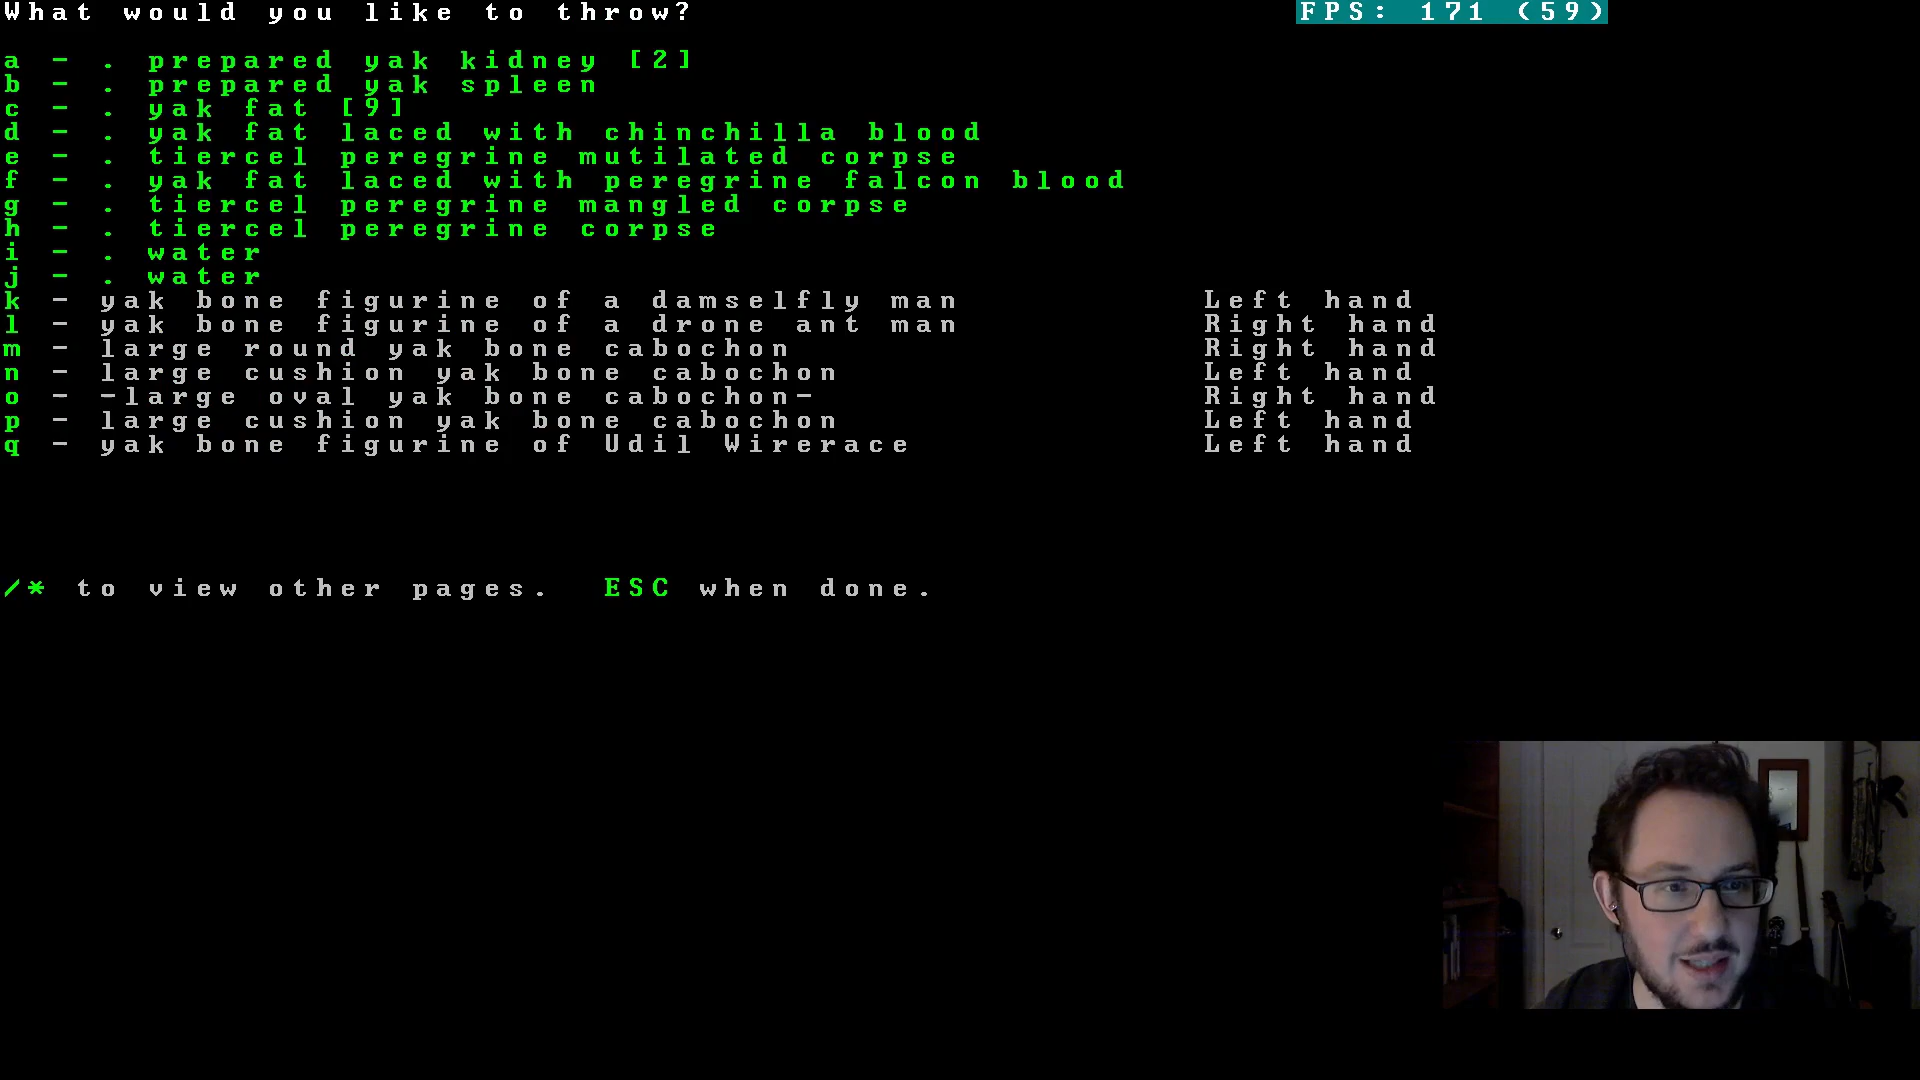 What would you like to throw?
FPS: 171 (59)
a - . prepared yak kidney [2]
b - . prepared yak spleen
c - . yak fat [9]
d - . yak fat laced with chinchilla blood
e - . tiercel peregrine mutilated corpse
f - . yak fat laced with peregrine falcon blood
g - . tiercel peregrine mangled corpse
h - . tiercel peregrine corpse
i - . water
j - . water
k - yak bone figurine of a damselfly man Left hand
l - yak bone figurine of a drone ant man Right hand
m - large round yak bone cabochon Right hand
n - large cushion yak bone cabochon Left hand
o - -large oval yak bone cabochon- Right hand
p - large cushion yak bone cabochon Left hand
q - yak bone figurine of Udil Wirerace Left hand
/* to view other pages. ESC when done.